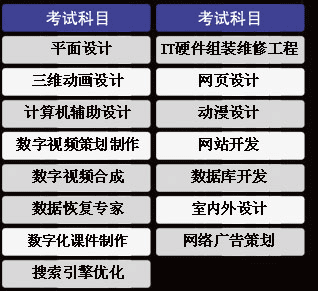 考试科目 考试科目
平面设计 IT硬件组装维修工程
三维动画设计 网页设计
计算机辅助设计 动漫设计
数字视频策划制作 网站开发
数字视频合成 数据库开发
数据恢复专家 室内外设计
数字化课件制作 网络广告策划
搜索引擎优化